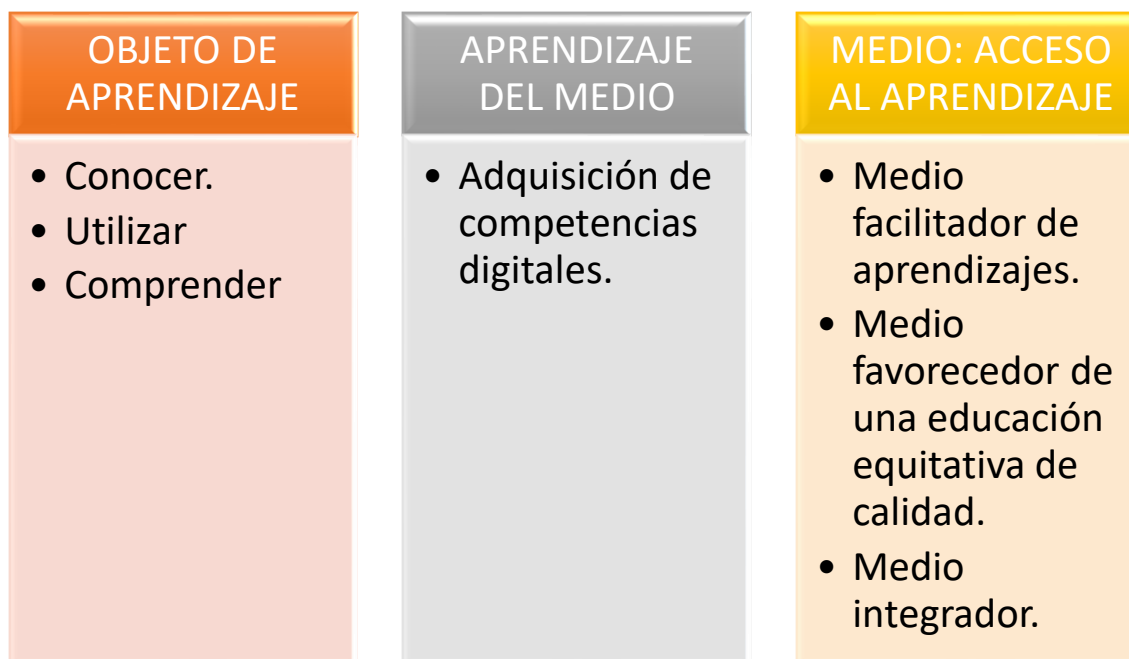 OBJETO DE
APRENDIZAJE
• Conocer.
• Utilizar
• Comprender
APRENDIZAJE
DEL MEDIO
• Adquisición de
competencias
digitales.
MEDIO: ACCESO
AL APRENDIZAJE
• Medio
facilitador de
aprendizajes.
• Medio
favorecedor de
una educación
equitativa de
calidad.
• Medio
integrador.